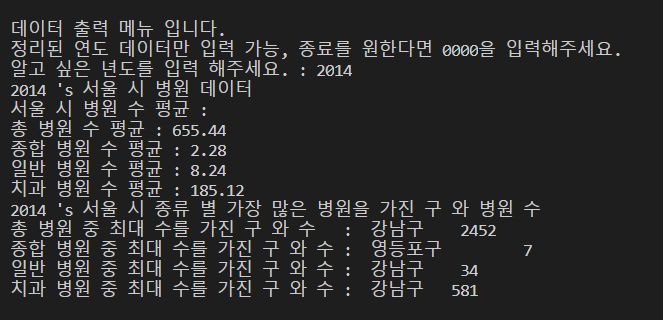 데이터 출력 메뉴 입니다.
정리된 연도 데이터만 입력 가능, 종료를 원한다면 0000을 입력해주세요.
알고 싶은 년도를 입력 해주세요. : 2014
2014 's 서울 시 병원 데이터
서울 시 병원 수 평균 :
총 병원 수 평균 : 655.44
종합 병원 수 평균 : 2.28
일반 병원 수 평균 : 8.24
치과 병원 수 평균 : 185.12
2014 's 서울 시 종류 별 가장 많은 병원을 가진 구 와 병원 수
총 병원 중 최대 수를 가진 구 와 수 : 강남구 2452
종합 병원 중 최대 수를 가진 구 와 수 : 영등포구 7
일반 병원 중 최대 수를 가진 구 와 수 : 강남구 34
치과 병원 중 최대 수를 가진 구 와 수 : 강남구 581